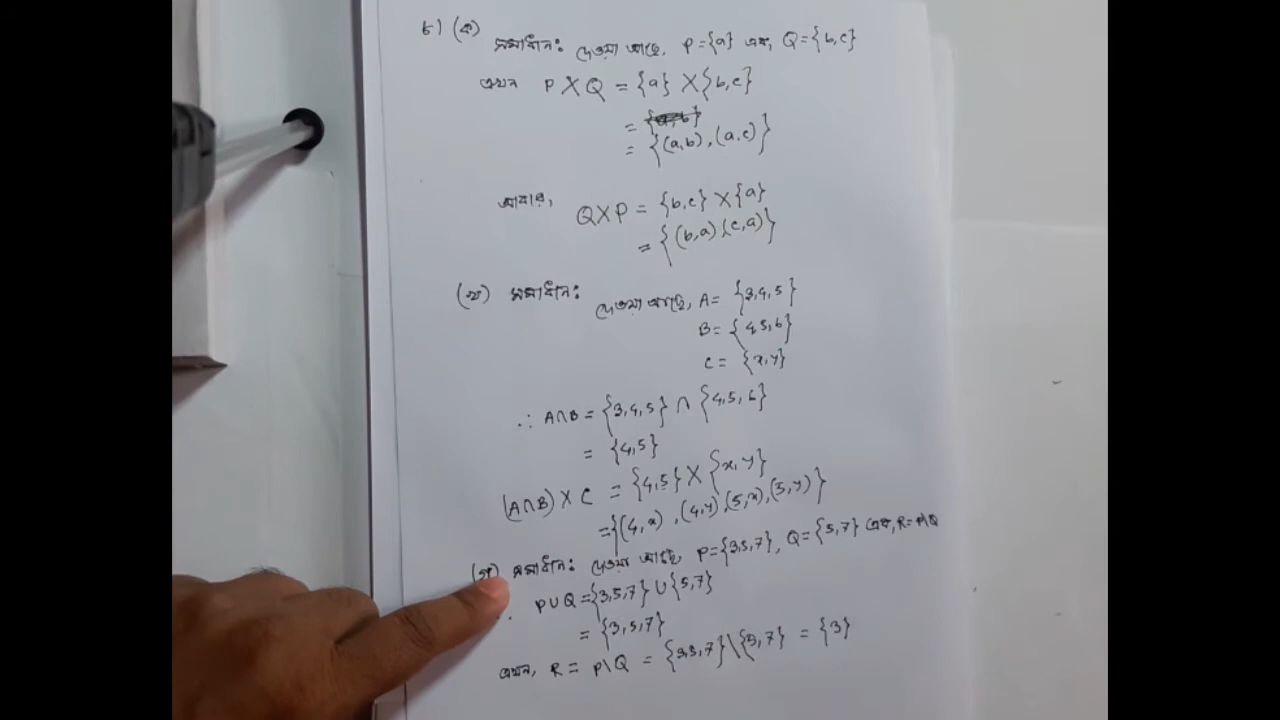 ৮। (ক)
সমাধান: দেওয়া আছে, P={a} এবং, Q={b,c}
এখন P X Q = {a} X {b,c}
=
= {(a,b), (a,c)}
আবার, Q X P = {b,c} X {a}
= {(b,a),(c,a)}
(খ) সমাধান:
দেওয়া আছে, A = {3,4,5}
B = {4,5,6}
C = {x,y}
∴ A∩B = {3,4,5} ∩ {4,5,6}
= {4,5}
(A∩B) X C = {4,5} X {x,y}
={(4,x), (4,y),(5,x),(5,y)}
(গ) সমাধান: দেওয়া আছে, P={3,5,7}, Q={5,7} এবং, R=P\Q
P∪Q ={3,5,7} ∪ {5,7}
= {3,5,7}
এখন, R = P\Q = {3,5,7}\{5,7} = {3}